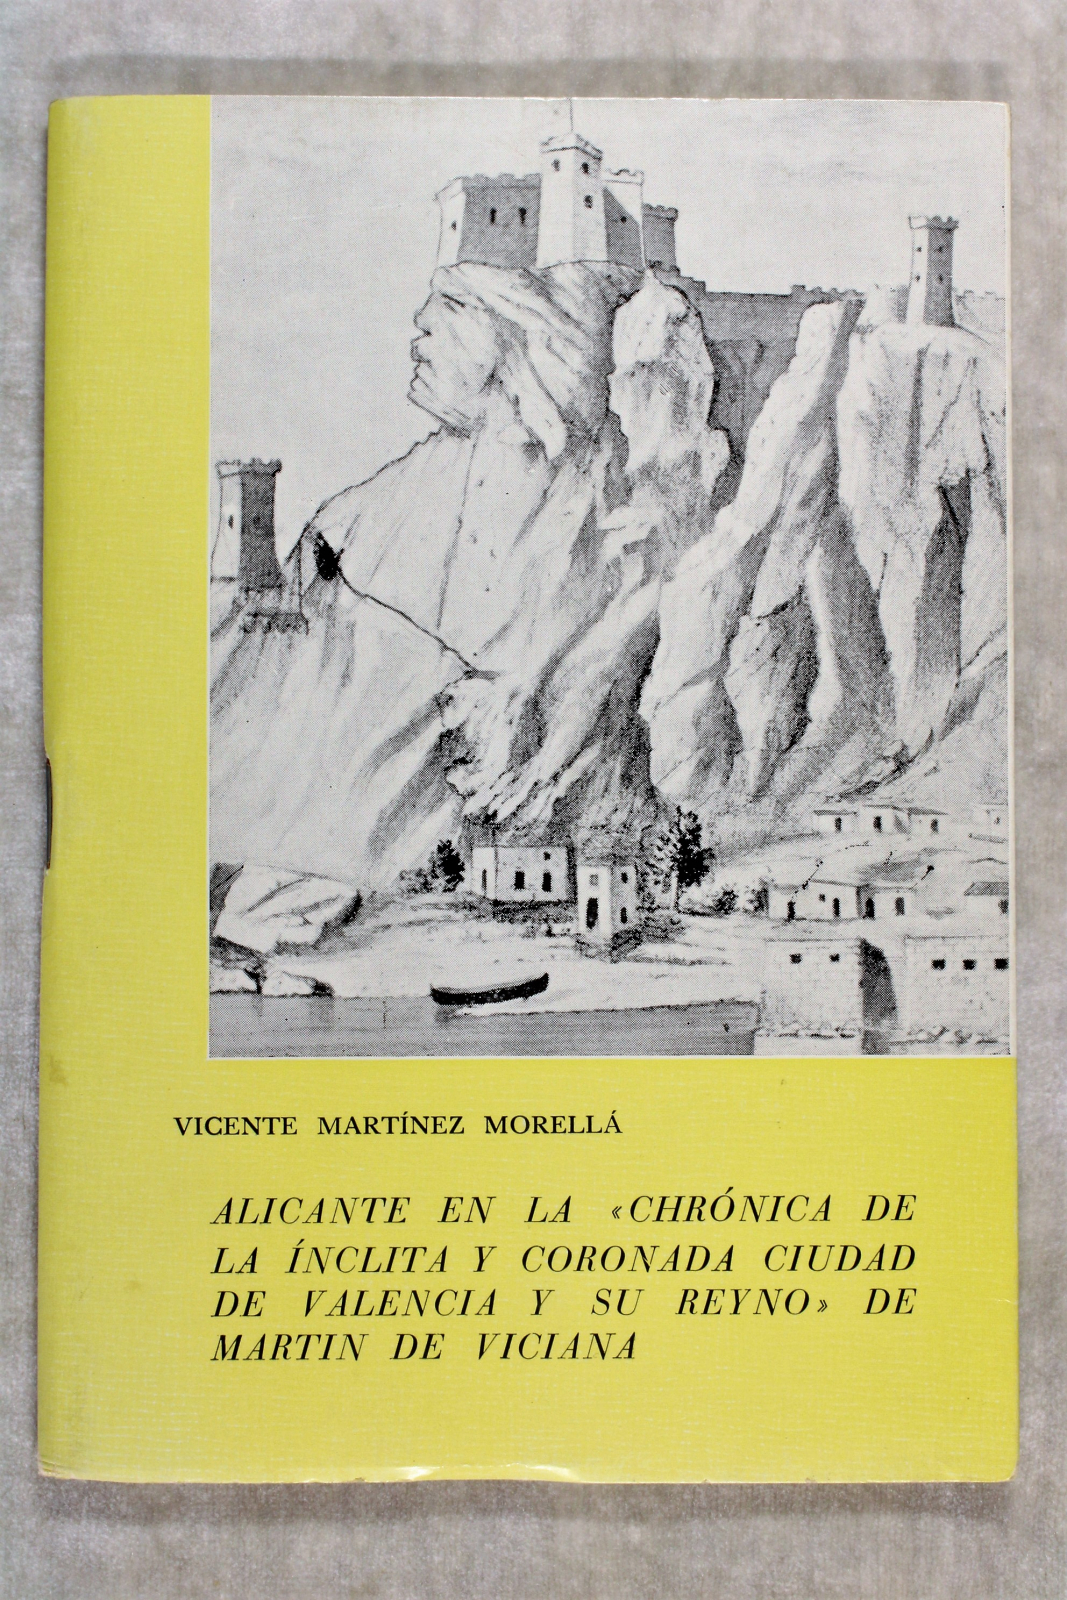 VICENTE MARTÍNEZ MORELLÁ
ALICANTE EN LA «CHRÓNICA DE
LA ÍNCLITA Y CORONADA CIUDAD
DE VALENCIA Y SU REYNO» DE
MARTIN DE VICIANA